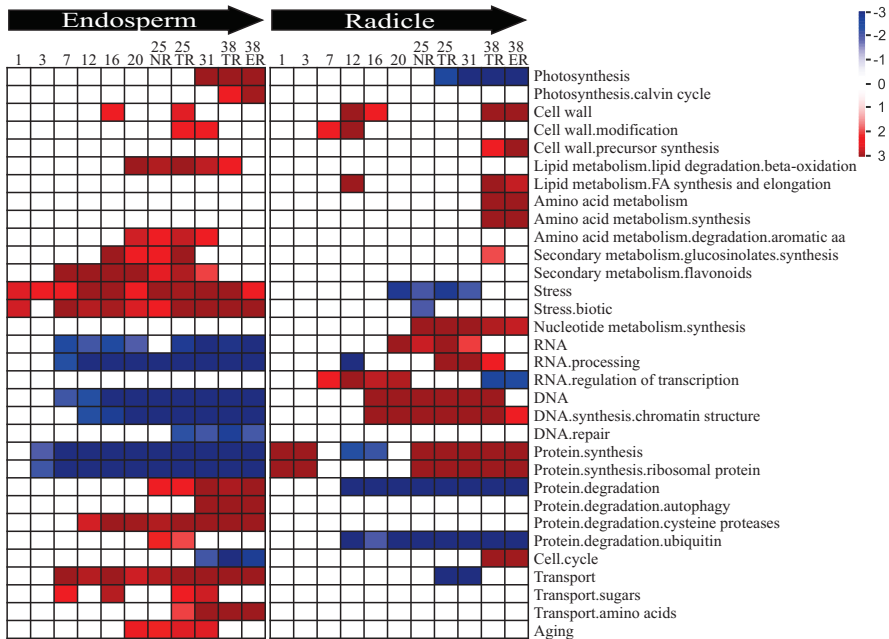 Endosperm Radicle
25 25 38 38 25 25 38 38
1 3 7 12 16 20 NR TR 31 TR ER 1 3 7 12 16 20 NR TR 31 TR ER
-3
-2
-1
0
1
2
3
Photosynthesis
Photosynthesis.calvin cycle
Cell wall
Cell wall.modification
Cell wall.precursor synthesis
Lipid metabolism.lipid degradation.beta-oxidation
Lipid metabolism.FA synthesis and elongation
Amino acid metabolism
Amino acid metabolism.synthesis
Amino acid metabolism.degradation.aromatic aa
Secondary metabolism.glucosinolates.synthesis
Secondary metabolism.flavonoids
Stress
Stress.biotic
Nucleotide metabolism.synthesis
RNA
RNA.processing
RNA.regulation of transcription
DNA
DNA.synthesis.chromatin structure
DNA.repair
Protein.synthesis
Protein.synthesis.ribosomal protein
Protein.degradation
Protein.degradation.autophagy
Protein.degradation.cysteine proteases
Protein.degradation.ubiquitin
Cell.cycle
Transport
Transport.sugars
Transport.amino acids
Aging